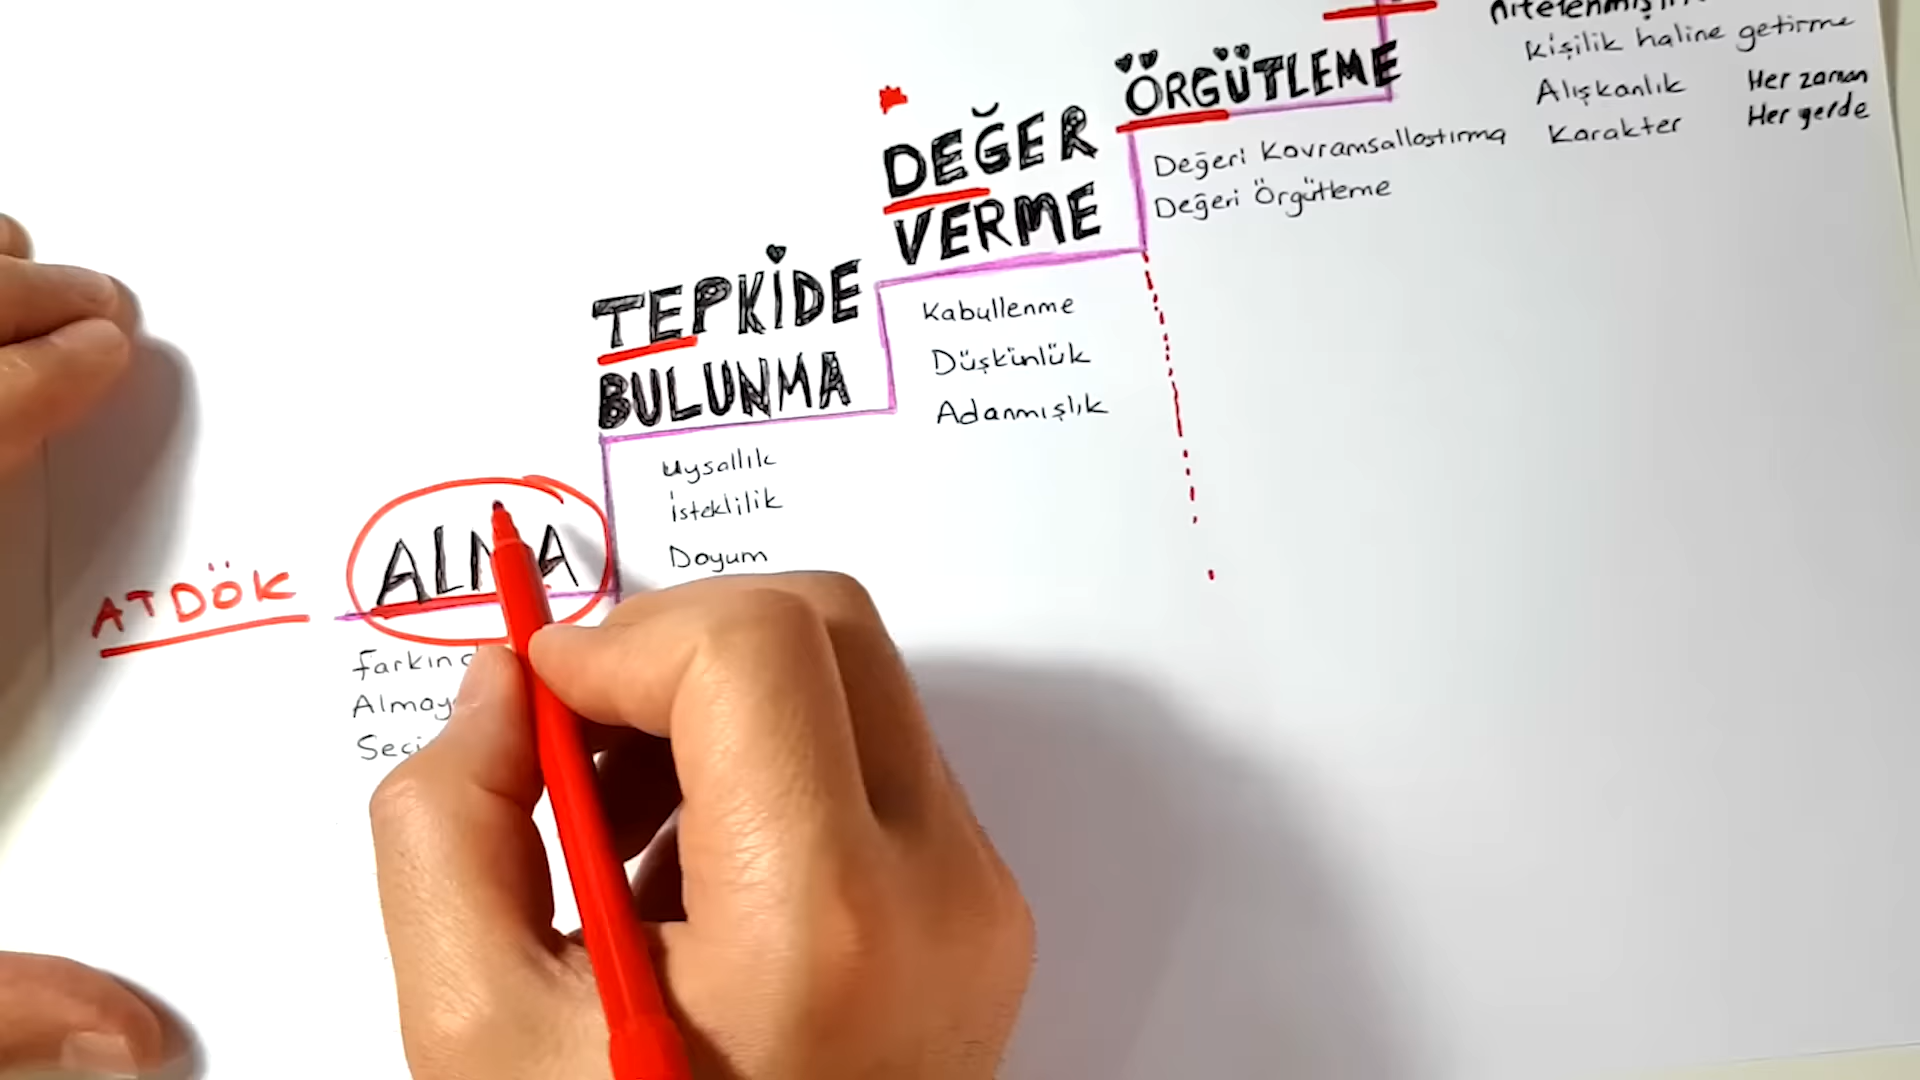 ATDÖK
ALMA
TEPKİDE
BULUNMA
Uysallık
İsteklilik
Doyum
DEĞER
VERME
Kabullenme
Düşkünlük
Adanmışlık
ÖRGÜTLEME
Değeri Kavramsallaştırma
Değeri Örgütleme
Kişilik haline getirme
Alışkanlık
Karakter
Her zaman
Her yerde